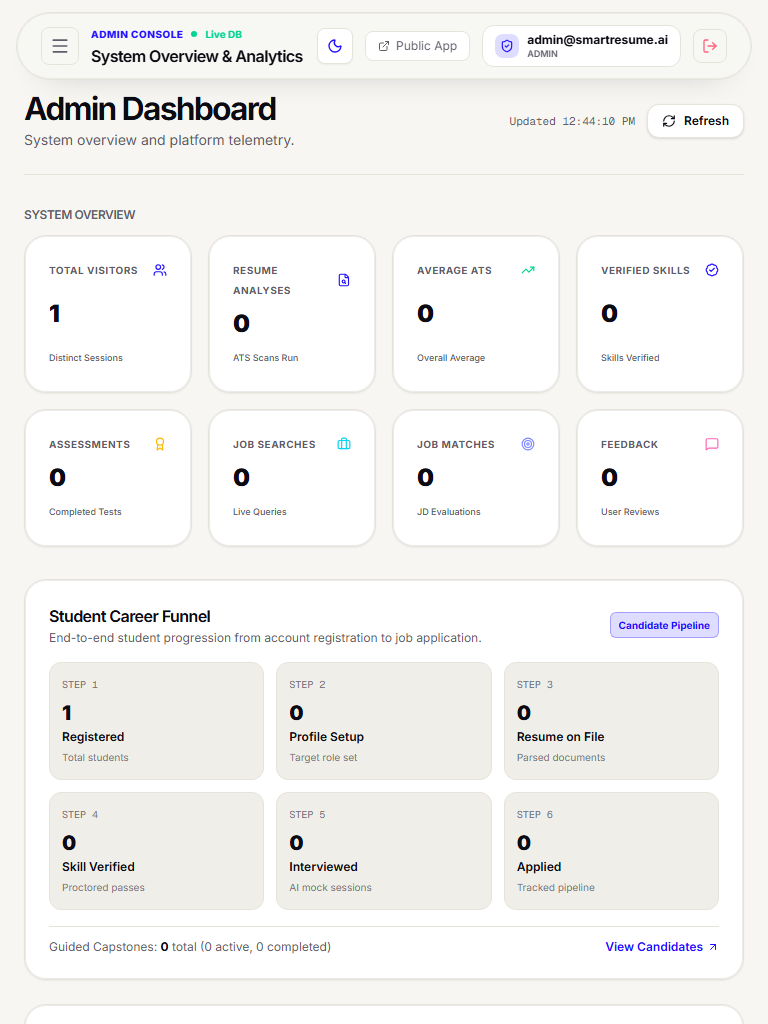 ADMIN CONSOLE Live DB
System Overview & Analytics
Public App
admin@smartresume.ai
ADMIN
Admin Dashboard
System overview and platform telemetry.
Updated 12:44:10 PM
Refresh
SYSTEM OVERVIEW
TOTAL VISITORS
1
Distinct Sessions
RESUME
ANALYSES
0
ATS Scans Run
AVERAGE ATS
0
Overall Average
VERIFIED SKILLS
0
Skills Verified
ASSESSMENTS
0
Completed Tests
JOB SEARCHES
0
Live Queries
JOB MATCHES
0
JD Evaluations
FEEDBACK
0
User Reviews
Student Career Funnel
End-to-end student progression from account registration to job application.
Candidate Pipeline
STEP 1
1
Registered
Total students
STEP 2
0
Profile Setup
Target role set
STEP 3
0
Resume on File
Parsed documents
STEP 4
0
Skill Verified
Proctored passes
STEP 5
0
Interviewed
AI mock sessions
STEP 6
0
Applied
Tracked pipeline
Guided Capstones: 0 total (0 active, 0 completed)
View Candidates